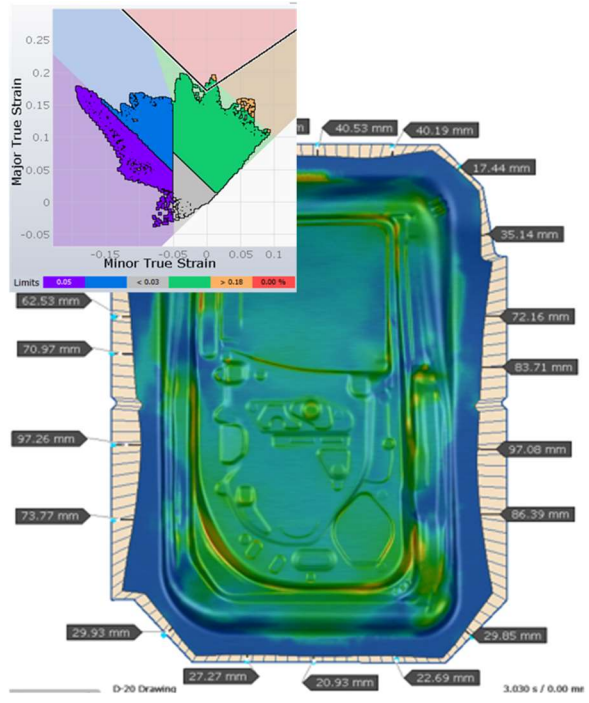 0.25
0.2
0.15
0.1
0.05
0
-0.05
Major True Strain
-0.15
-0.05
0
0.05
0.1
Minor True Strain
Limits
0.05
< 0.03
> 0.18
0.00 %
40.53 mm
40.19 mm
17.44 mm
35.14 mm
62.53 mm
72.16 mm
70.97 mm
83.71 mm
97.26 mm
97.08 mm
73.77 mm
86.39 mm
29.93 mm
29.85 mm
27.27 mm
20.93 mm
22.69 mm
D-20 Drawing
3.030 s / 0.00 mm